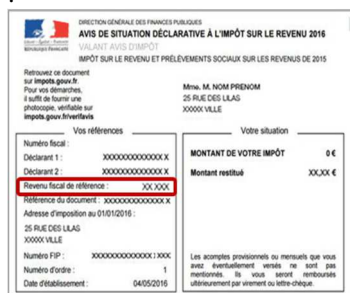 DIRECTION GÉNÉRALE DES FINANCES PUBLIQUES
AVIS DE SITUATION DÉCLARATIVE À L'IMPÔT SUR LE REVENU 2016
VALANT AVIS D'IMPÔT
IMPÔT SUR LE REVENU ET PRÉLÈVEMENTS SOCIAUX SUR LES REVENUS DE 2015
RÉPUBLIQUE FRANÇAISE
Retrouvez ce document
sur impots.gouv.fr.
Pour vos démarches,
il suffit de fournir une
photocopie, vérifiable sur
impots.gouv.fr/verifavis
Mme. M. NOM PRENOM
25 RUE DES LILAS
XXXXX VILLE
Vos références
Numéro fiscal :
Déclarant 1 : XXXXXXXXXXXXX X
Déclarant 2 : XXXXXXXXXXXXX X
Revenu fiscal de référence : XX XXX
Référence du document : XXXXXXXXXXXXX X
Adresse d'imposition au 01/01/2016 :
25 RUE DES LILAS
XXXXX VILLE
Numéro FIP : XXXXXXXXXXXXX XXXX
Numéro d'ordre : 1
Date d'établissement : 04/05/2016
Votre situation
MONTANT DE VOTRE IMPÔT 0 €
Montant restitué XX,XX €
Les acomptes provisionnels ou mensuels que vous
avez éventuellement versés ne sont pas
mentionnés. Ils vous seront remboursés
ultérieurement par virement ou lettre-chèque.